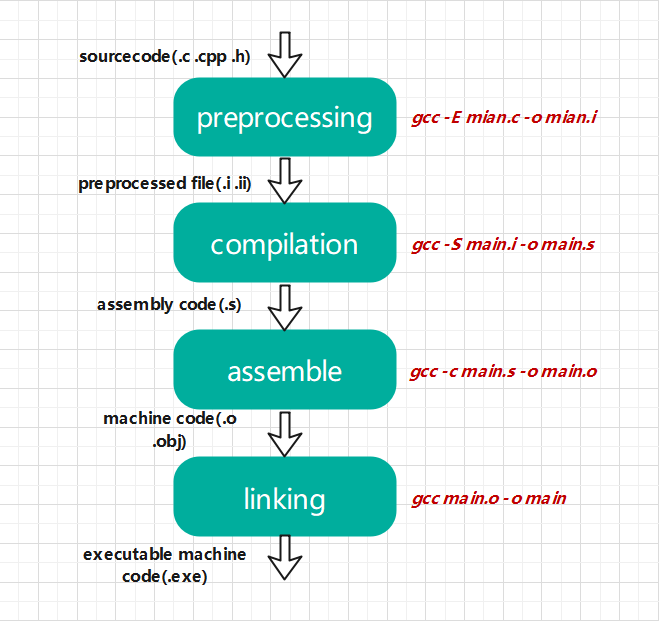 sourcecode(.c .cpp .h)
preprocessing
gcc -E mian.c -o mian.i
preprocessed file(.i .ii)
compilation
gcc -S main.i -o main.s
assembly code(.s)
assemble
gcc -c main.s -o main.o
machine code(.o
.obj)
linking
gcc main.o -o main
executable machine
code(.exe)